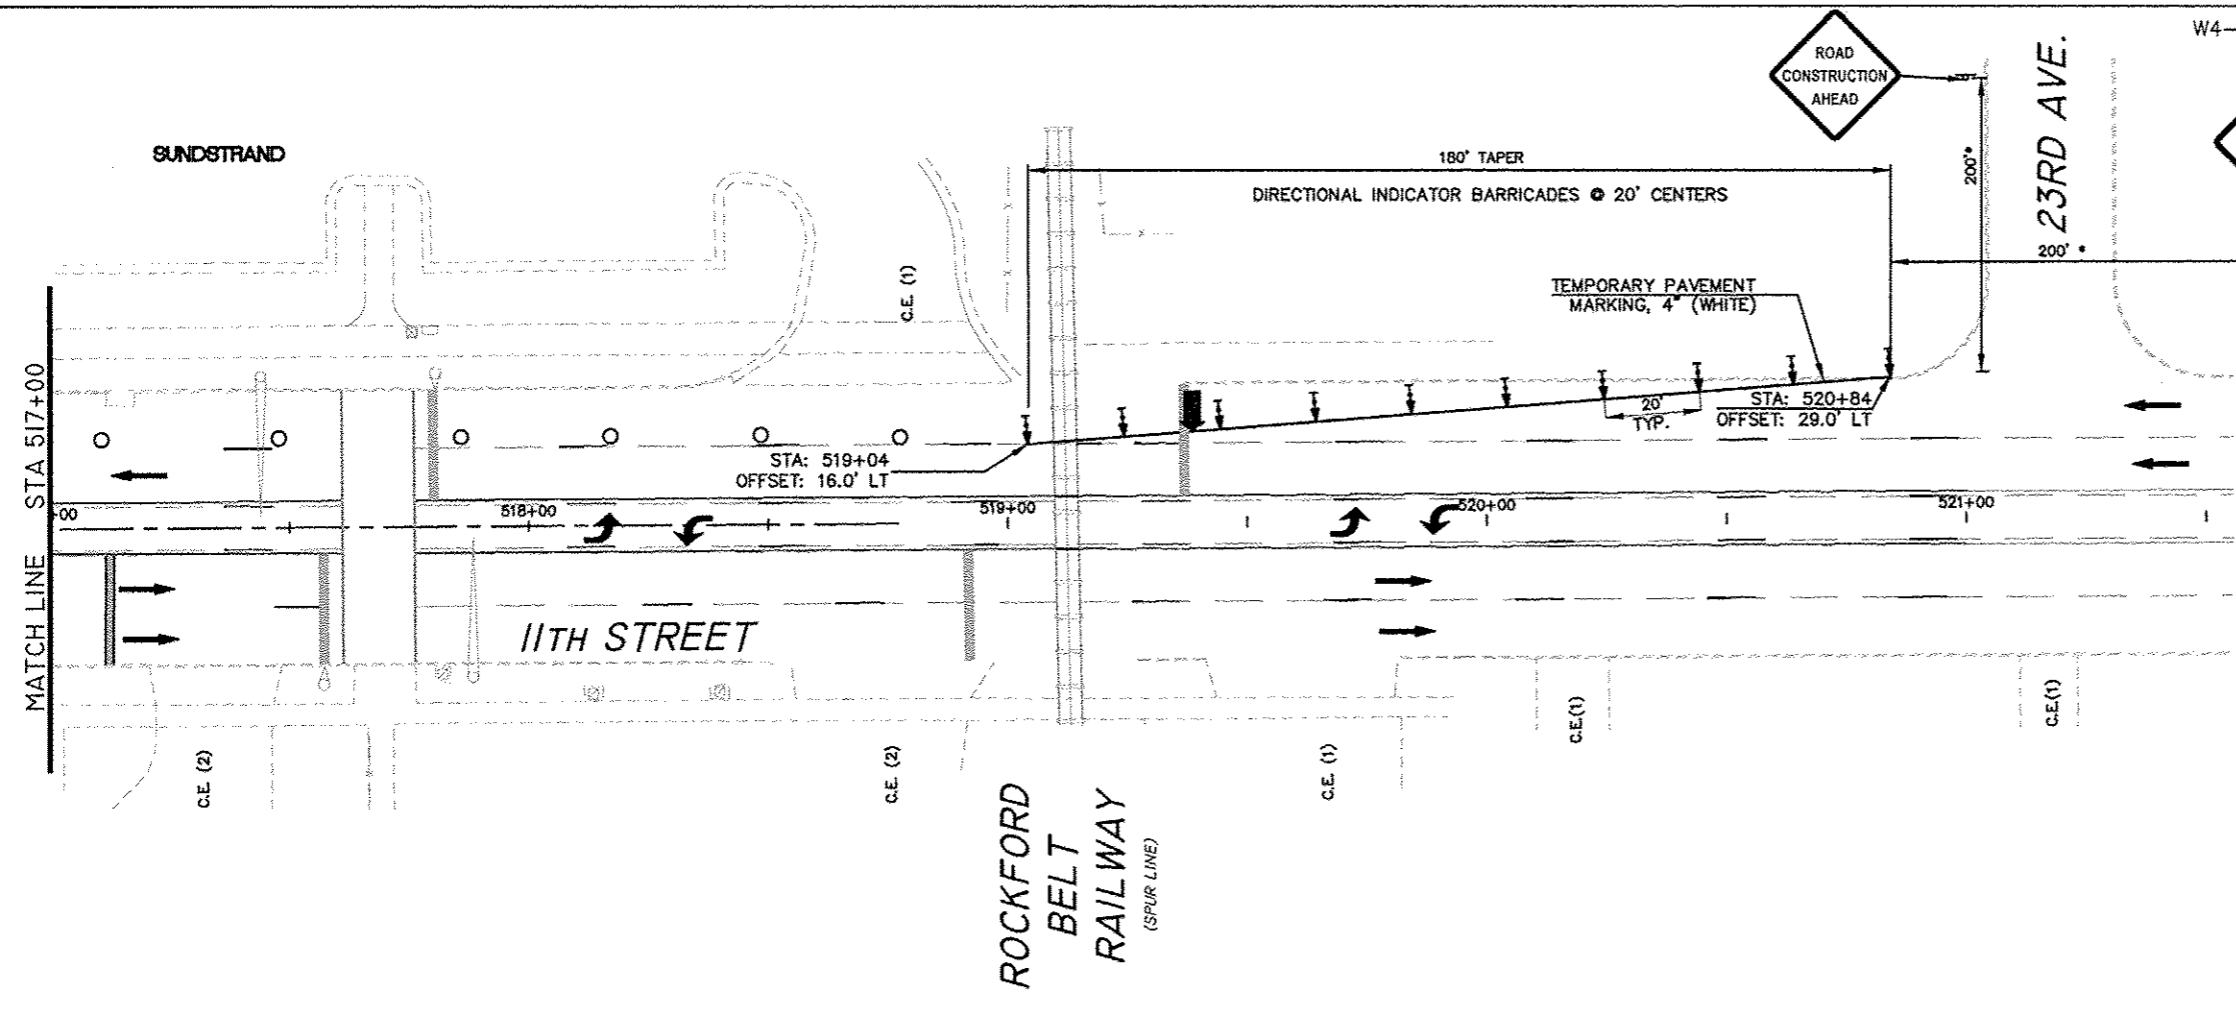 W4-
ROAD
CONSTRUCTION
AHEAD
23RD AVE.
SUNDSTRAND
180' TAPER
200'*
DIRECTIONAL INDICATOR BARRICADES @ 20' CENTERS
200' *
C.E. (1)
TEMPORARY PAVEMENT
MARKING, 4" (WHITE)
MATCH LINE STA 517+00
20'
TYP.
STA: 520+84
OFFSET: 29.0' LT
STA: 519+04
OFFSET: 16.0' LT
+00
518+00
519+00
520+00
521+00
11TH STREET
C.E. (2)
C.E. (2)
C.E. (1)
C.E.(1)
C.E.(1)
ROCKFORD
BELT
RAILWAY
(SPUR LINE)